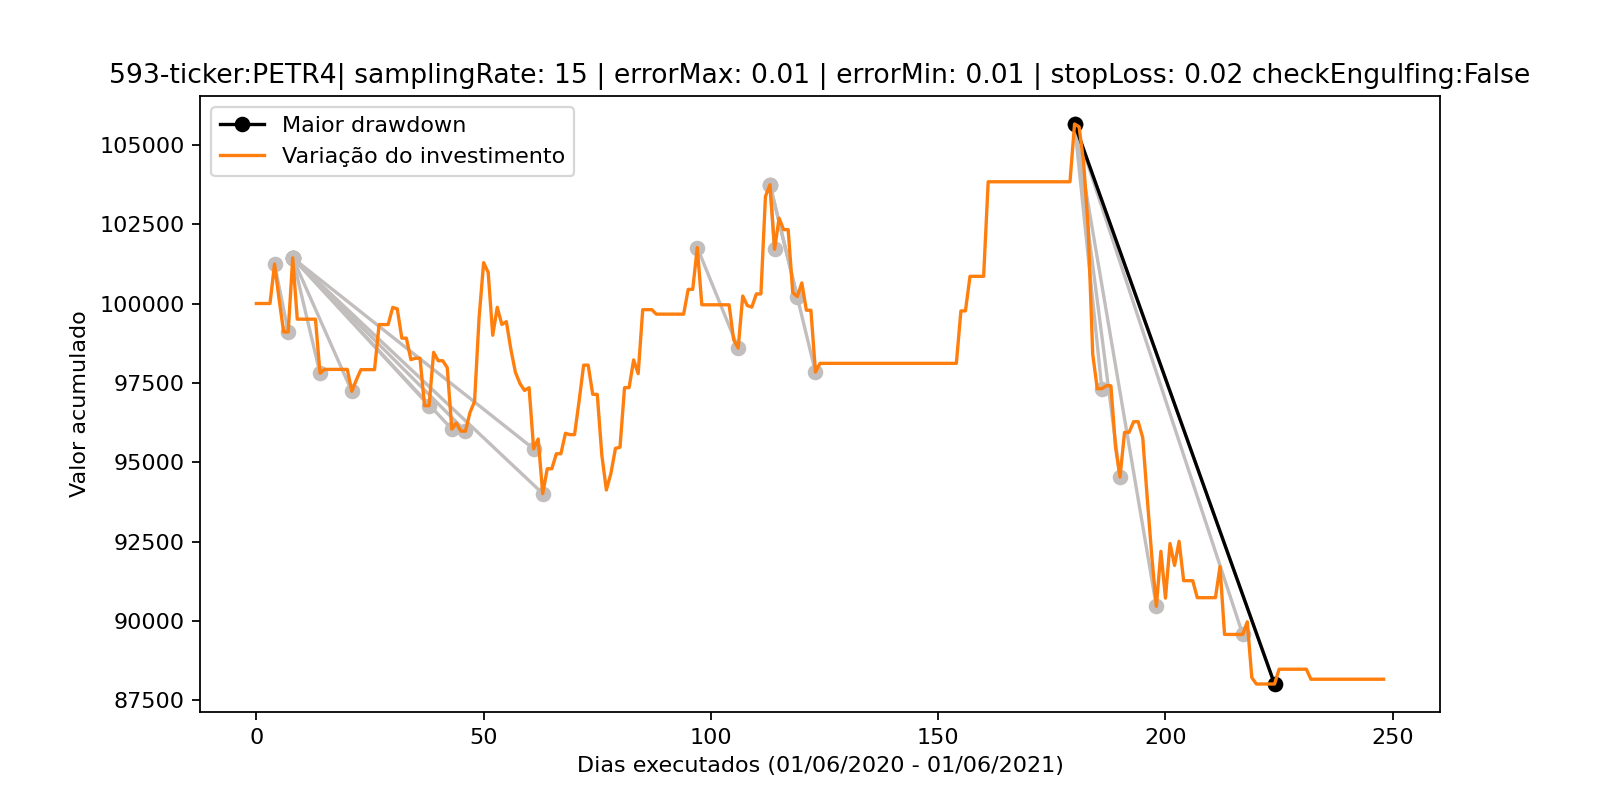 593-ticker:PETR4| samplingRate: 15 | errorMax: 0.01 | errorMin: 0.01 | stopLoss: 0.02 checkEngulfing:False
Maior drawdown
Variação do investimento
Valor acumulado
105000
102500
100000
97500
95000
92500
90000
87500
0 50 100 150 200 250
Dias executados (01/06/2020 - 01/06/2021)